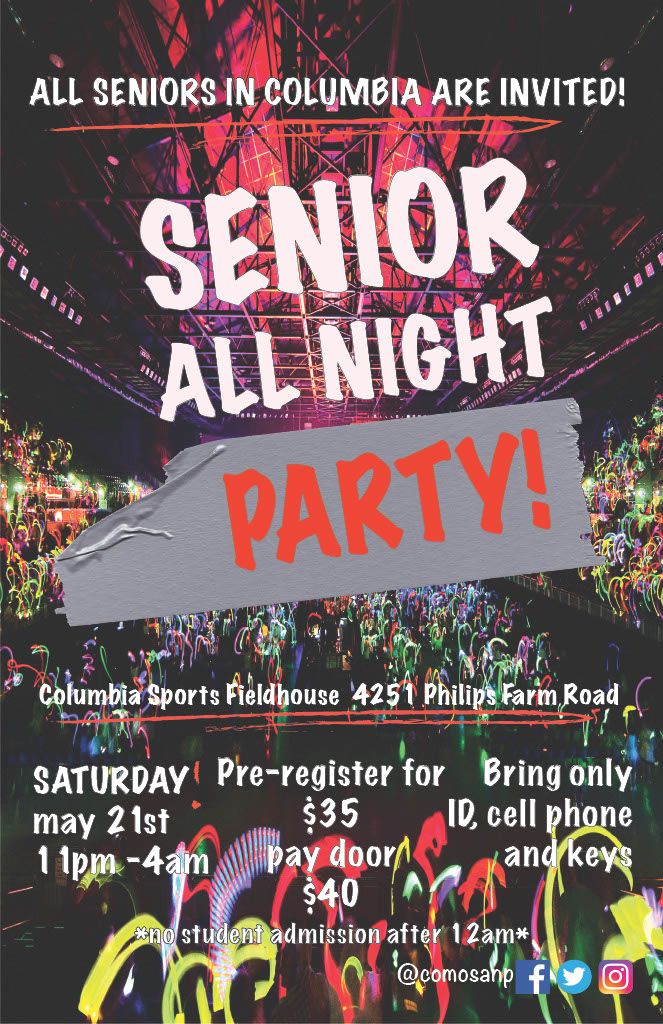 ALL SENIORS IN COLUMBIA ARE INVITED!
SENIOR
ALL NIGHT
PARTY!
Columbia Sports Fieldhouse 4251 Philips Farm Road
SATURDAY
may 21st
11pm -4am
Pre-register for
$35
pay door
$40
Bring only
ID, cell phone
and keys
*no student admission after 12am*
@comosanp